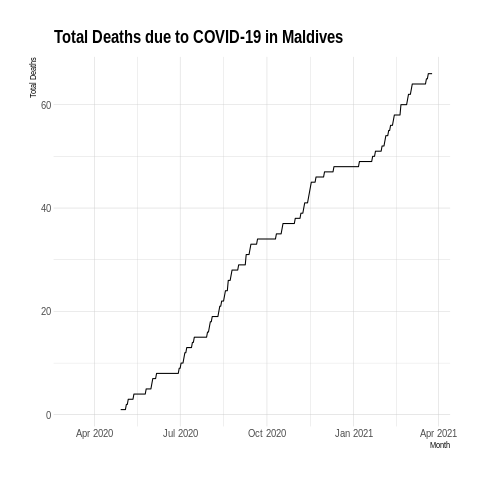 Total Deaths due to COVID-19 in Maldives
Total Deaths
60
40
20
0
Apr 2020
Jul 2020
Oct 2020
Jan 2021
Apr 2021
Month